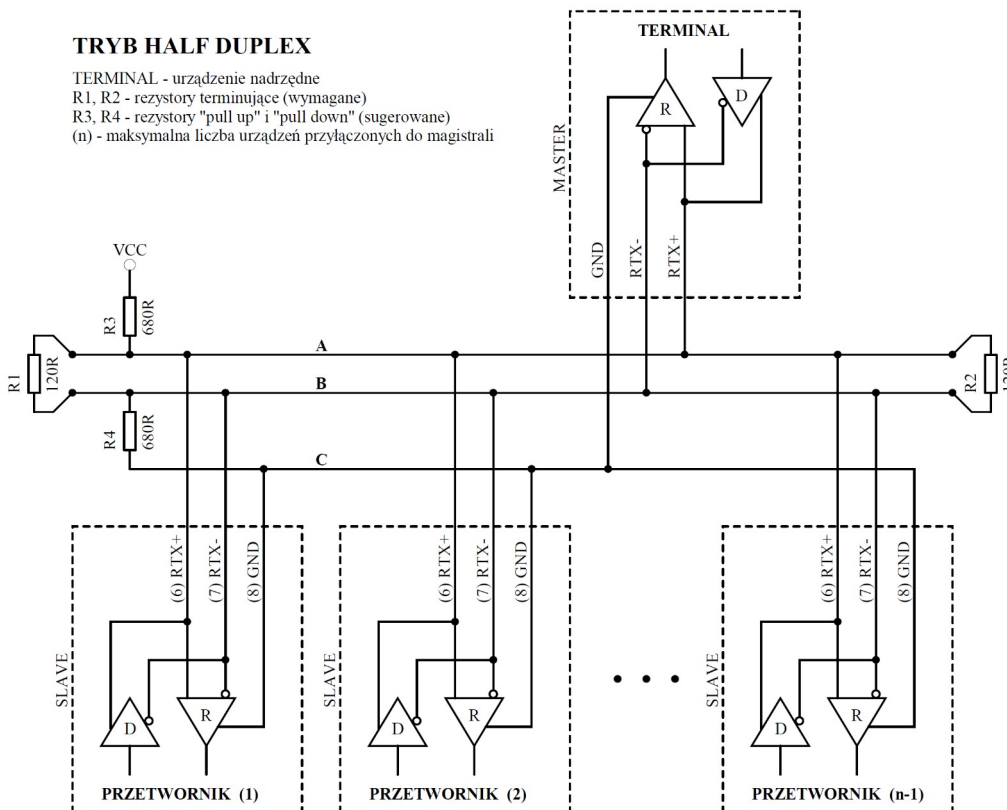 TRYB HALF DUPLEX
TERMINAL - urządzenie nadrzędne
R1, R2 - rezystory terminujące (wymagane)
R3, R4 - rezystory "pull up" i "pull down" (sugerowane)
(n) - maksymalna liczba urządzeń przyłączonych do magistrali
TERMINAL
R
D
MASTER
GND
RTX-
RTX+
VCC
R3
680R
A
R1
120R
B
R2
R4
680R
C
(6) RTX+
(7) RTX-
(8) GND
SLAVE
D
R
PRZETWORNIK (1)
(6) RTX+
(7) RTX-
(8) GND
SLAVE
D
R
PRZETWORNIK (2)
(6) RTX+
(7) RTX-
(8) GND
SLAVE
D
R
PRZETWORNIK (n-1)